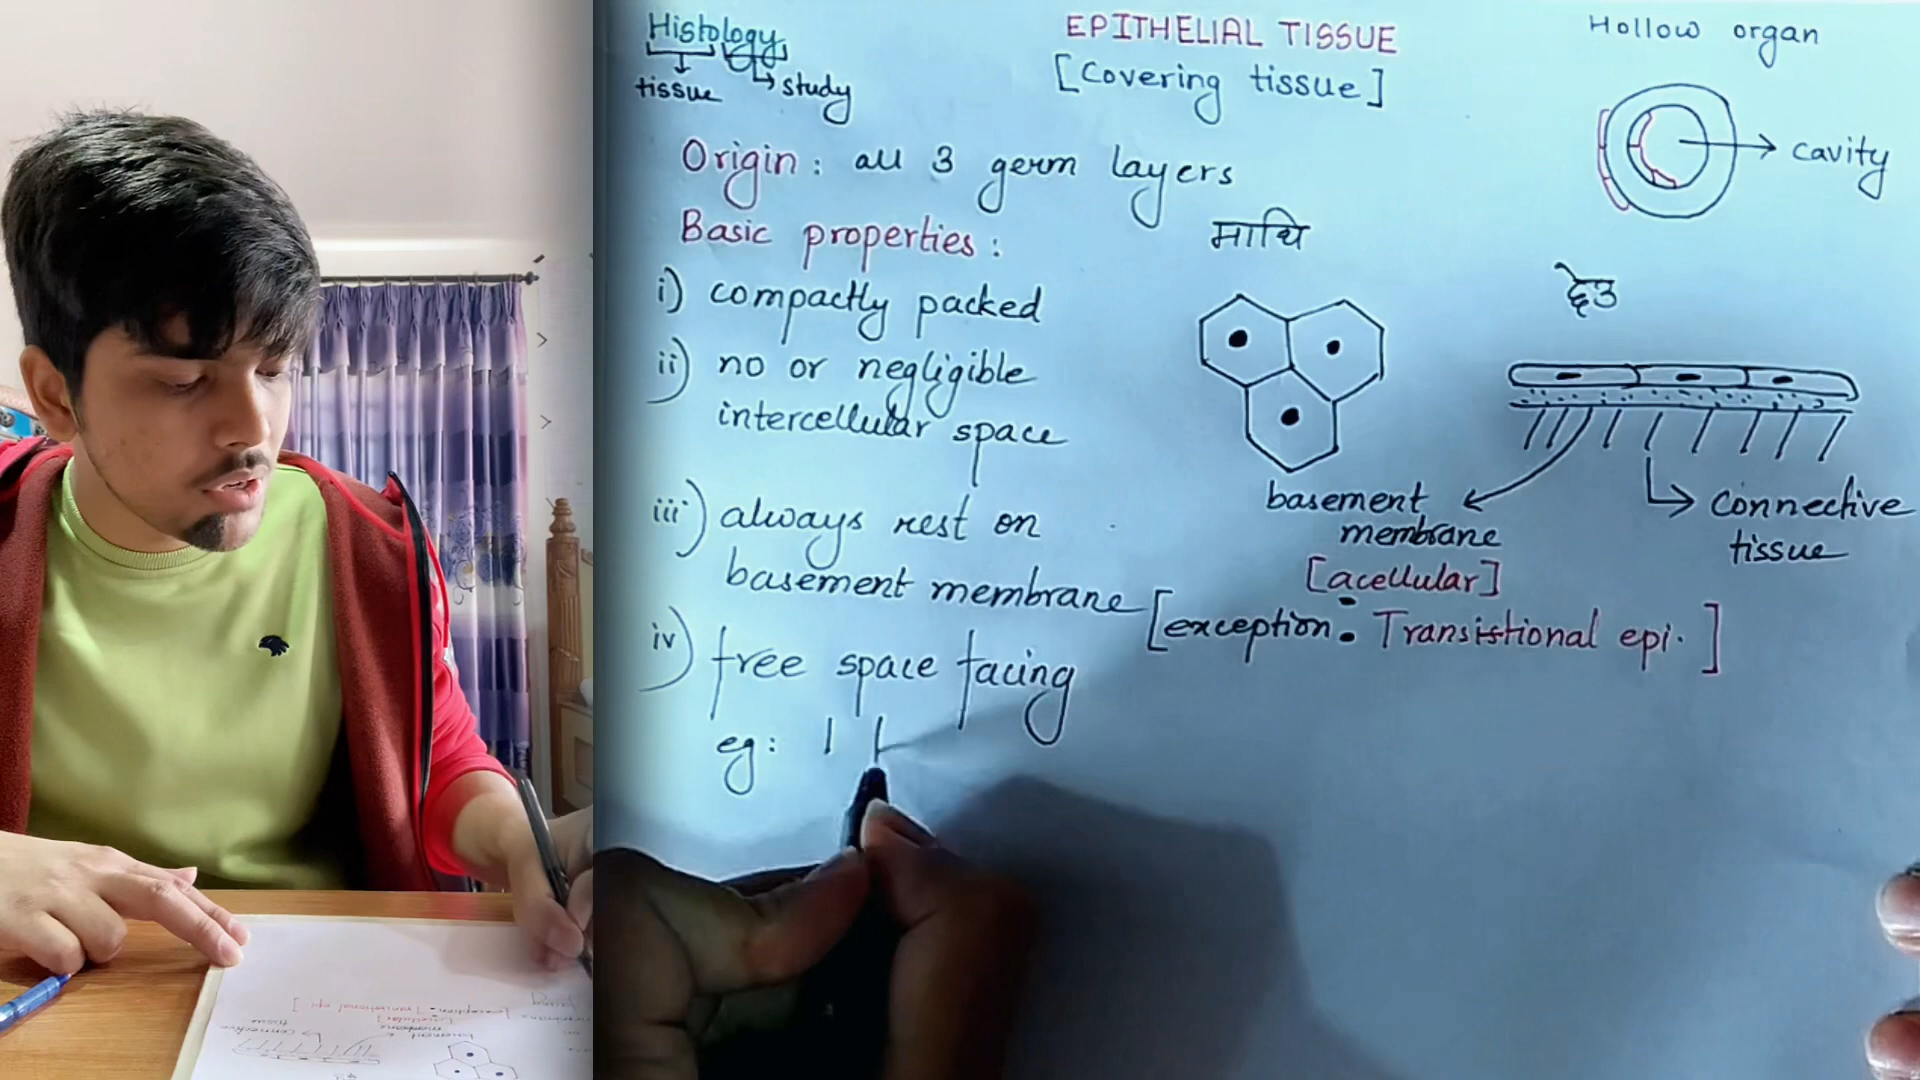 Histology
tissue
study
EPITHELIAL TISSUE
[Covering tissue]
Hollow organ
cavity
Origin: all 3 germ layers
Basic properties:
i) compactly packed
ii) no or negligible
intercellular space
iii) always rest on
basement membrane [exception: Transistional epi.]
iv) free space facing
eg:
माथि
basement
membrane
[acellular]
connective
tissue